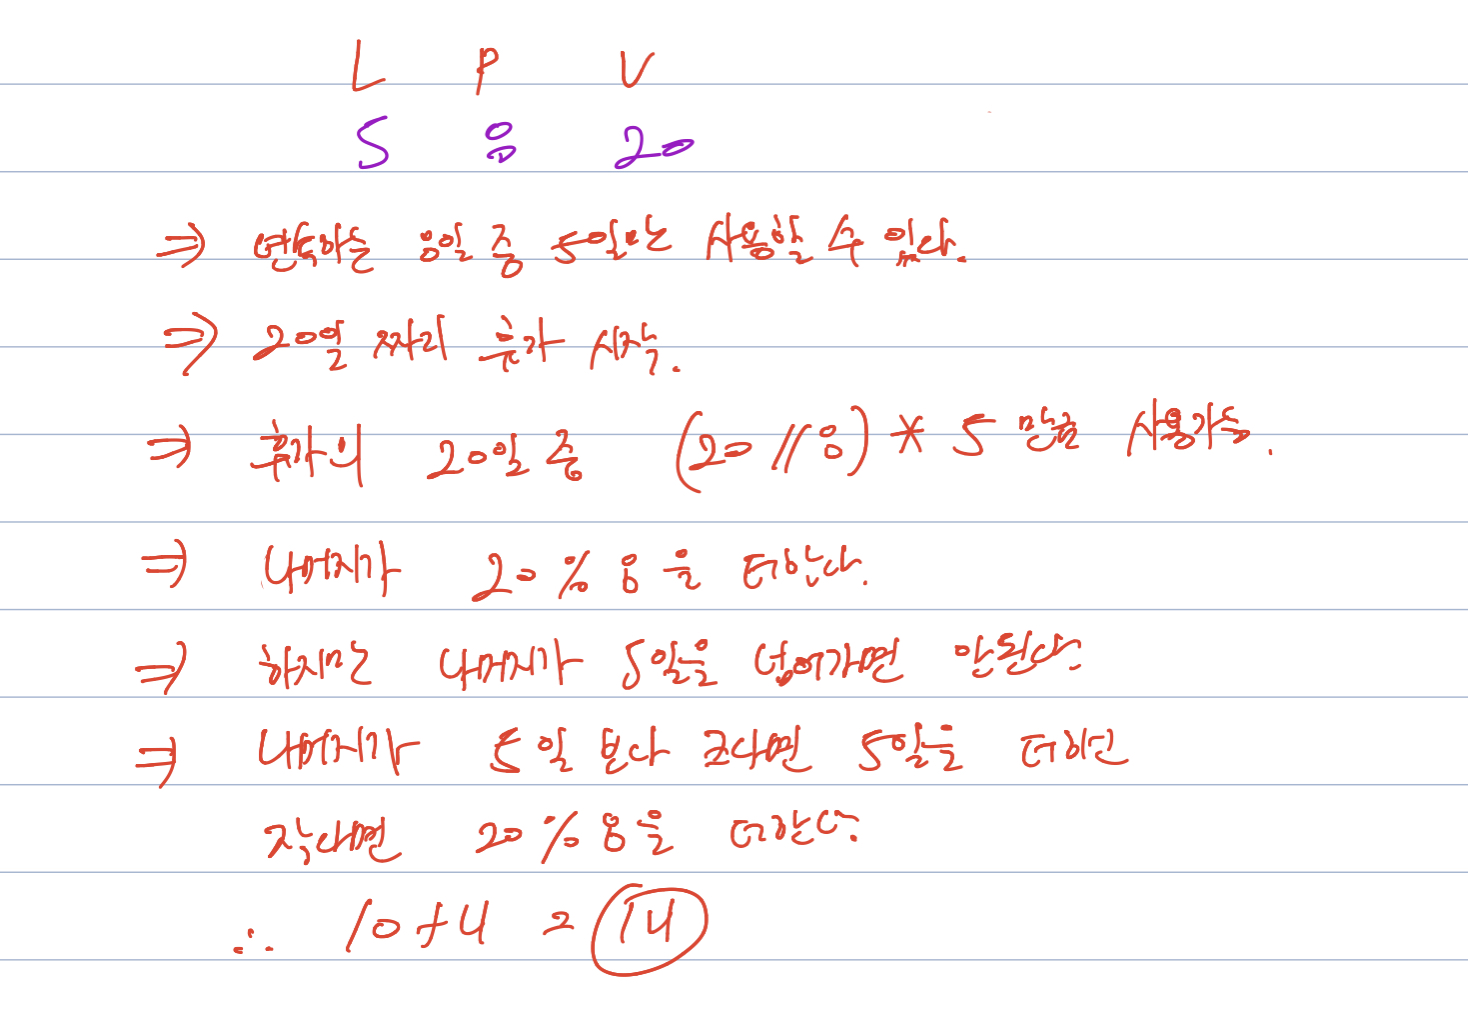 L P V
5 8 20
⇒ 연속하는 8일 중 5일만 사용할 수 있다.
⇒ 20일 짜리 휴가 시작.
⇒ 휴가의 20일 중 (20 // 8) * 5 만큼 사용가능.
⇒ 나머지가 20 % 8 을 더한다.
⇒ 하지만 나머지가 5일을 넘어가면 안된다.
⇒ 나머지가 5일 보다 크다면 5일을 더하고
작다면 20 % 8을 더한다.
∴ 10 + 4 = 14